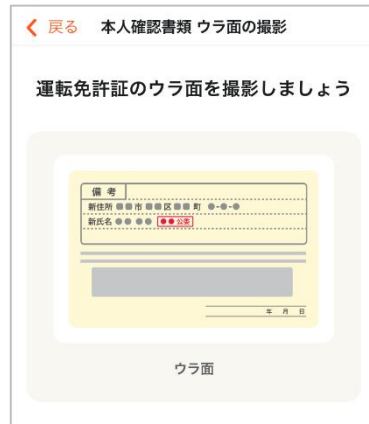 戻る 本人確認書類 ウラ面の撮影
運転免許証のウラ面を撮影しましょう
備考
新住所 ●●市●●区●●町 ●-●-●
新氏名 ●● ●● ●●公委
年 月 日
ウラ面